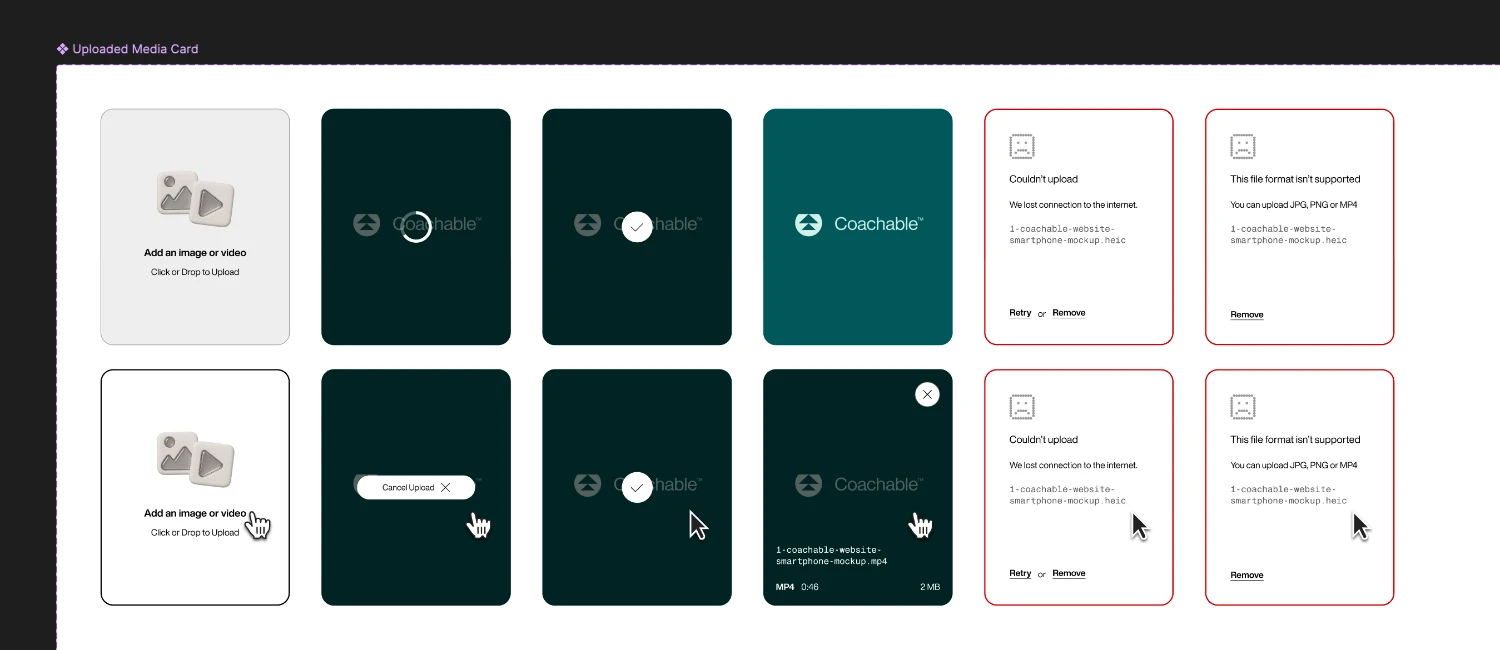 Uploaded Media Card
Add an image or video
Click or Drop to Upload
Coachable™
Coachable™
Coachable™
Couldn't upload
We lost connection to the internet.
1-coachable-website-
smartphone-mockup.heic
Retry or Remove
This file format isn't supported
You can upload JPG, PNG or MP4
1-coachable-website-
smartphone-mockup.heic
Remove
Add an image or video
Click or Drop to Upload
Cancel Upload
Coachable™
Coachable™
1-coachable-website-
smartphone-mockup.mp4
MP4 0:46 2 MB
Couldn't upload
We lost connection to the internet.
1-coachable-website-
smartphone-mockup.heic
Retry or Remove
This file format isn't supported
You can upload JPG, PNG or MP4
1-coachable-website-
smartphone-mockup.heic
Remove